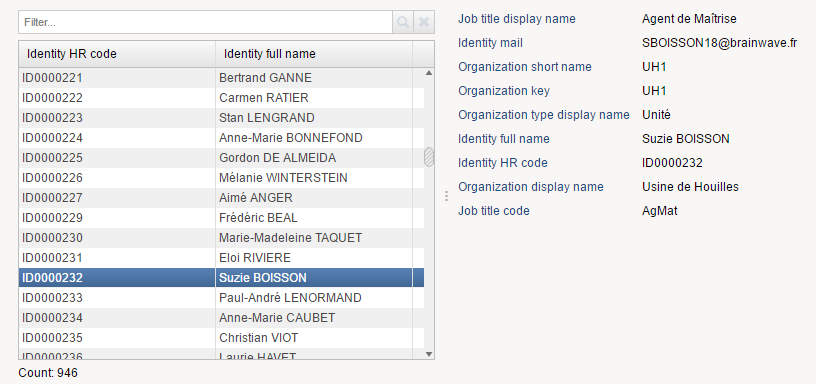 Filter...
Identity HR code Identity full name
ID0000221 Bertrand GANNE
ID0000222 Carmen RATIER
ID0000223 Stan LENGRAND
ID0000224 Anne-Marie BONNEFOND
ID0000225 Gordon DE ALMEIDA
ID0000226 Mélanie WINTERSTEIN
ID0000227 Aimé ANGER
ID0000229 Frédéric BEAL
ID0000230 Marie-Madeleine TAQUET
ID0000231 Eloi RIVIERE
ID0000232 Suzie BOISSON
ID0000233 Paul-André LENORMAND
ID0000234 Anne-Marie CAUBET
ID0000235 Christian VIOT
ID0000236 Laurie HAVET
Count: 946
Job title display name Agent de Maîtrise
Identity mail SBOISSON18@brainwave.fr
Organization short name UH1
Organization key UH1
Organization type display name Unité
Identity full name Suzie BOISSON
Identity HR code ID0000232
Organization display name Usine de Houilles
Job title code AgMat